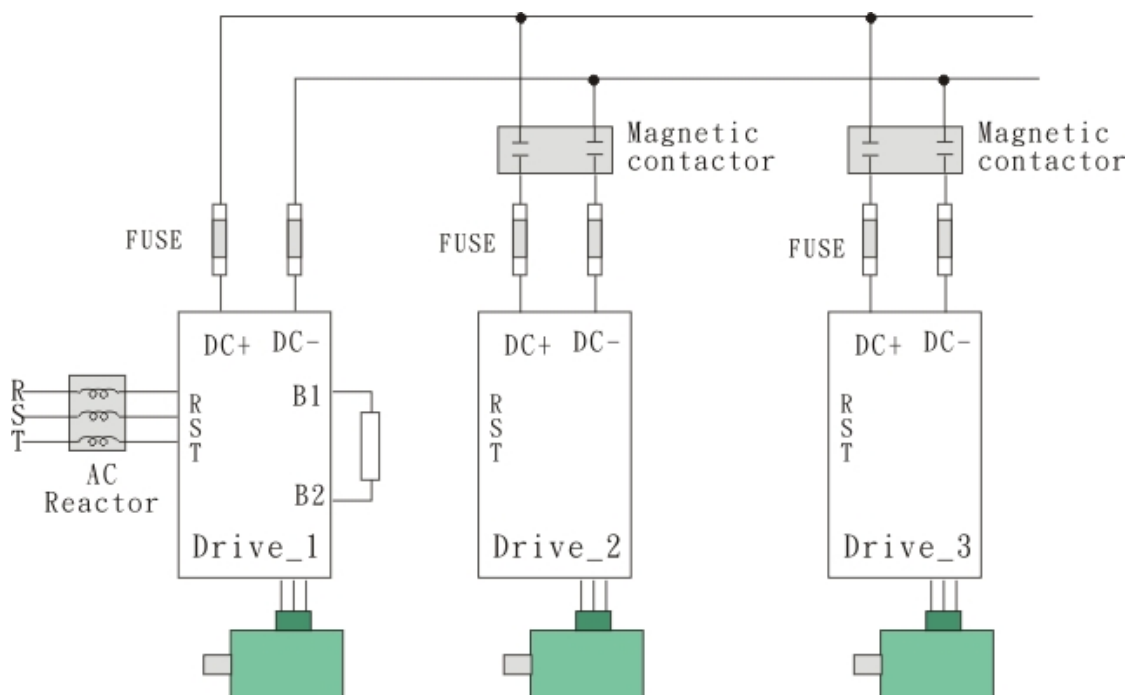 Magnetic
contactor
Magnetic
contactor
FUSE
FUSE
FUSE
DC+ DC-
DC+ DC-
DC+ DC-
R
S
T
R
S
T
B1
B2
R
S
T
R
S
T
AC
Reactor
Drive_1
Drive_2
Drive_3